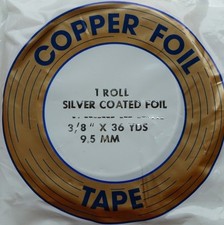 COPPER FOIL
1 ROLL
SILVER COATED FOIL
3/8" X 36 YDS
9.5 MM
TAPE